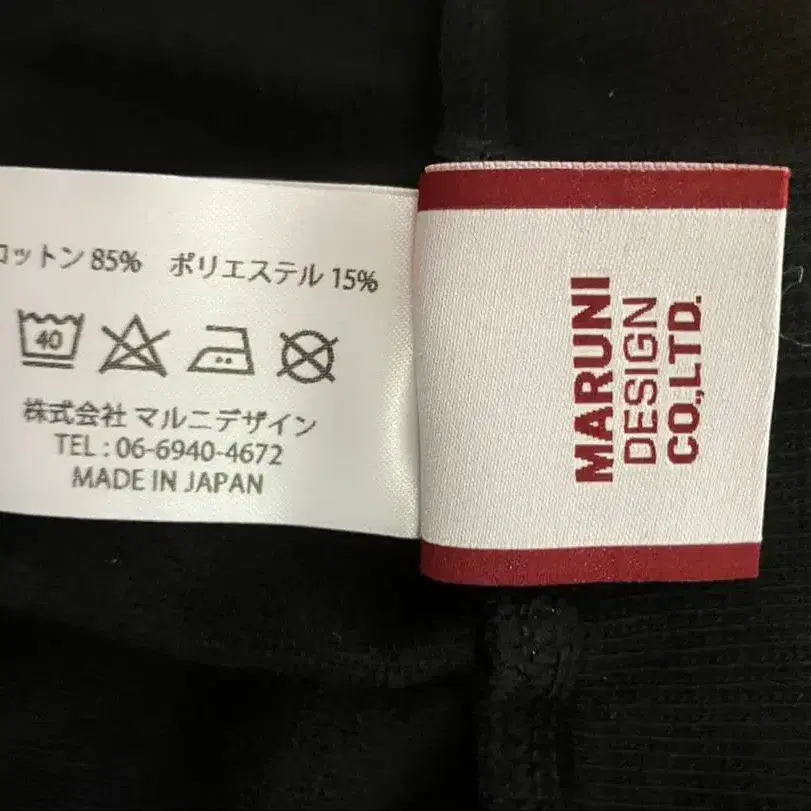 コットン 85% ポリエステル 15%
40
株式会社 マルニデザイン
TEL : 06-6940-4672
MADE IN JAPAN
MARUNI
DESIGN
CO.,LTD.